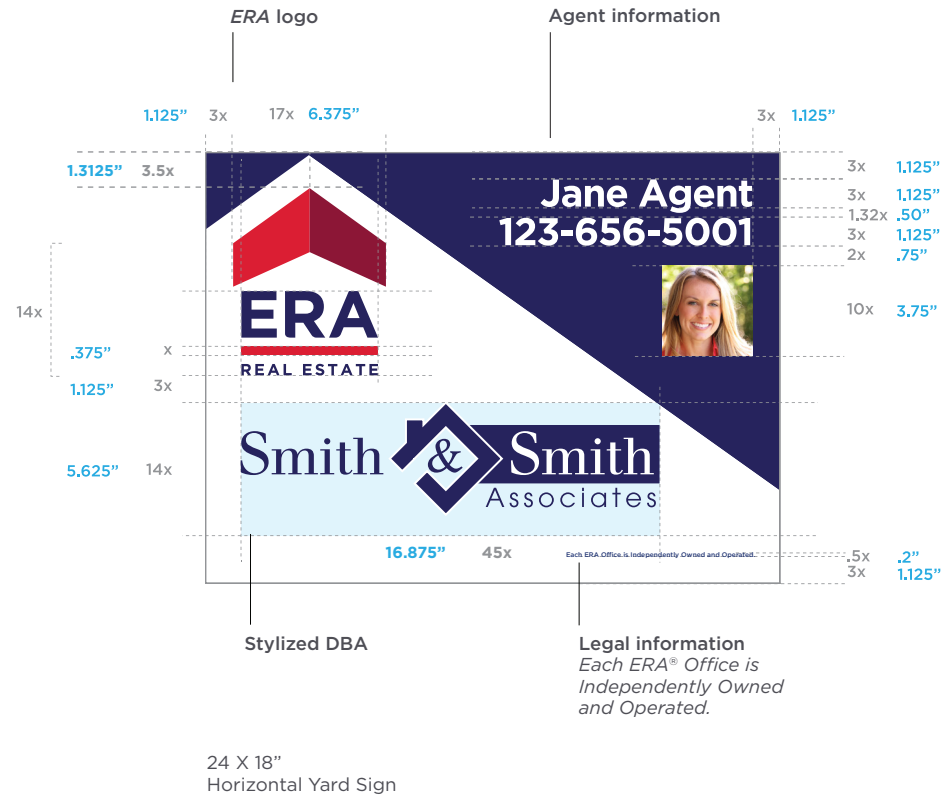 ERA logo
Agent information
1.125” 3x 17x 6.375” 3x 1.125”
1.3125” 3.5x
3x 1.125”
Jane Agent
3x 1.125”
1.32x .50”
123-656-5001
3x 1.125”
2x .75”
14x
10x 3.75”
ERA
.375” x
REAL ESTATE
1.125” 3x
Smith & Smith
5.625” 14x
Associates
16.875” 45x
Each ERA Office is Independently Owned and Operated.
.5x .2”
3x 1.125”
Stylized DBA
Legal information
Each ERA® Office is
Independently Owned
and Operated.
24 X 18”
Horizontal Yard Sign